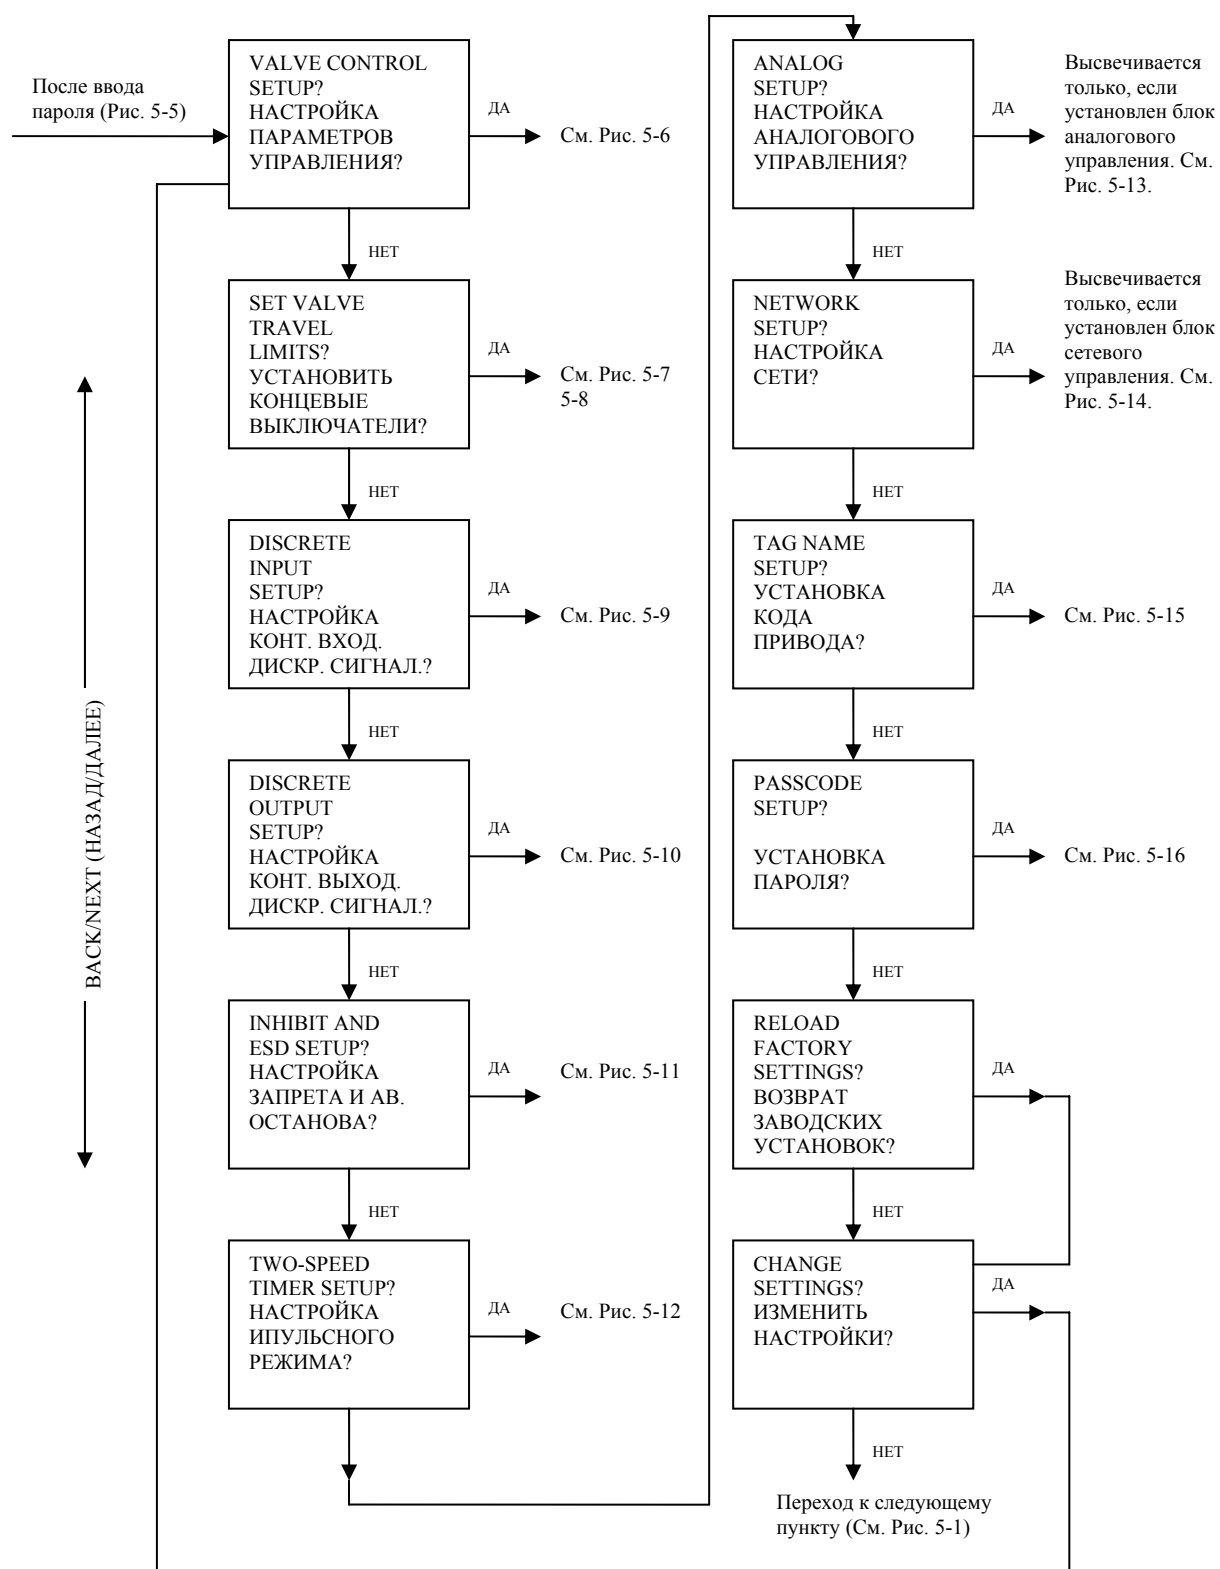 После ввода
пароля (Рис. 5-5)
VALVE CONTROL
SETUP?
НАСТРОЙКА
ПАРАМЕТРОВ
УПРАВЛЕНИЯ?
ДА
См. Рис. 5-6
НЕТ
SET VALVE
TRAVEL
LIMITS?
УСТАНОВИТЬ
КОНЦЕВЫЕ
ВЫКЛЮЧАТЕЛИ?
ДА
См. Рис. 5-7
5-8
НЕТ
DISCRETE
INPUT
SETUP?
НАСТРОЙКА
КОНТ. ВХОД.
ДИСКР. СИГНАЛ.?
ДА
См. Рис. 5-9
НЕТ
DISCRETE
OUTPUT
SETUP?
НАСТРОЙКА
КОНТ. ВЫХОД.
ДИСКР. СИГНАЛ.?
ДА
См. Рис. 5-10
НЕТ
INHIBIT AND
ESD SETUP?
НАСТРОЙКА
ЗАПРЕТА И АВ.
ОСТАНОВА?
ДА
См. Рис. 5-11
НЕТ
TWO-SPEED
TIMER SETUP?
НАСТРОЙКА
ИПУЛЬСНОГО
РЕЖИМА?
ДА
См. Рис. 5-12
BACK/NEXT (НАЗАД/ДАЛЕЕ)
ANALOG
SETUP?
НАСТРОЙКА
АНАЛОГОВОГО
УПРАВЛЕНИЯ?
ДА
Высвечивается
только, если
установлен блок
аналогового
управления. См.
Рис. 5-13.
НЕТ
NETWORK
SETUP?
НАСТРОЙКА
СЕТИ?
ДА
Высвечивается
только, если
установлен блок
сетевого
управления. См.
Рис. 5-14.
НЕТ
TAG NAME
SETUP?
УСТАНОВКА
КОДА
ПРИВОДА?
ДА
См. Рис. 5-15
НЕТ
PASSCODE
SETUP?
УСТАНОВКА
ПАРОЛЯ?
ДА
См. Рис. 5-16
НЕТ
RELOAD
FACTORY
SETTINGS?
ВОЗВРАТ
ЗАВОДСКИХ
УСТАНОВОК?
ДА
НЕТ
CHANGE
SETTINGS?
ИЗМЕНИТЬ
НАСТРОЙКИ?
ДА
НЕТ
Переход к следующему
пункту (См. Рис. 5-1)